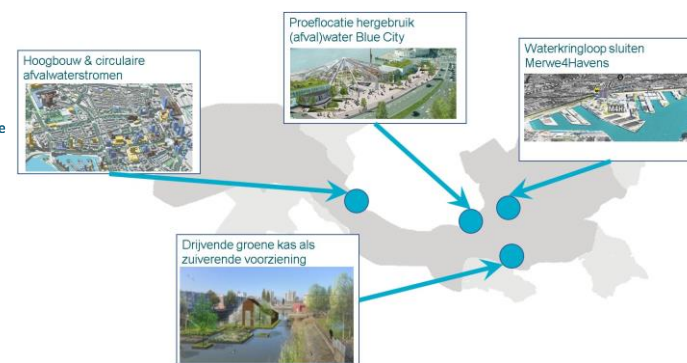 Proeflocatie hergebruik
(afval)water Blue City
Hoogbouw & circulaire
afvalwaterstromen
Waterkringloop sluiten
Merwe4Havens
e
Drijvende groene kas als
zuiverende voorziening